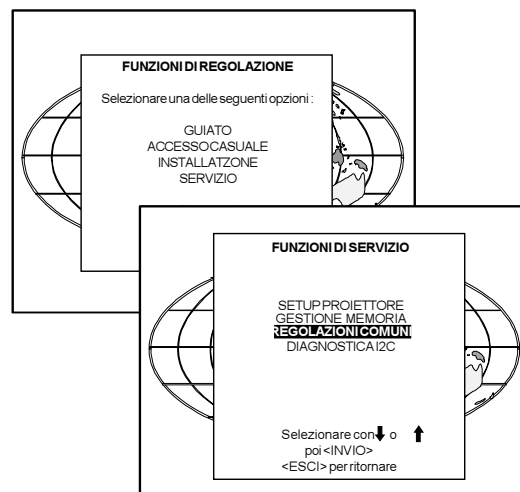 FUNZIONI DI REGOLAZIONE
Selezionare una delle seguenti opzioni :
GUIATO
ACCESSO CASUALE
INSTALLATZONE
SERVIZIO
FUNZIONI DI SERVIZIO
SETUP PROIETTORE
GESTIONE MEMORIA
REGOLAZIONI COMUNI
DIAGNOSTICA I2C
Selezionare con ⬇ o ⬆
poi <INVIO>
<ESCI> per ritornare